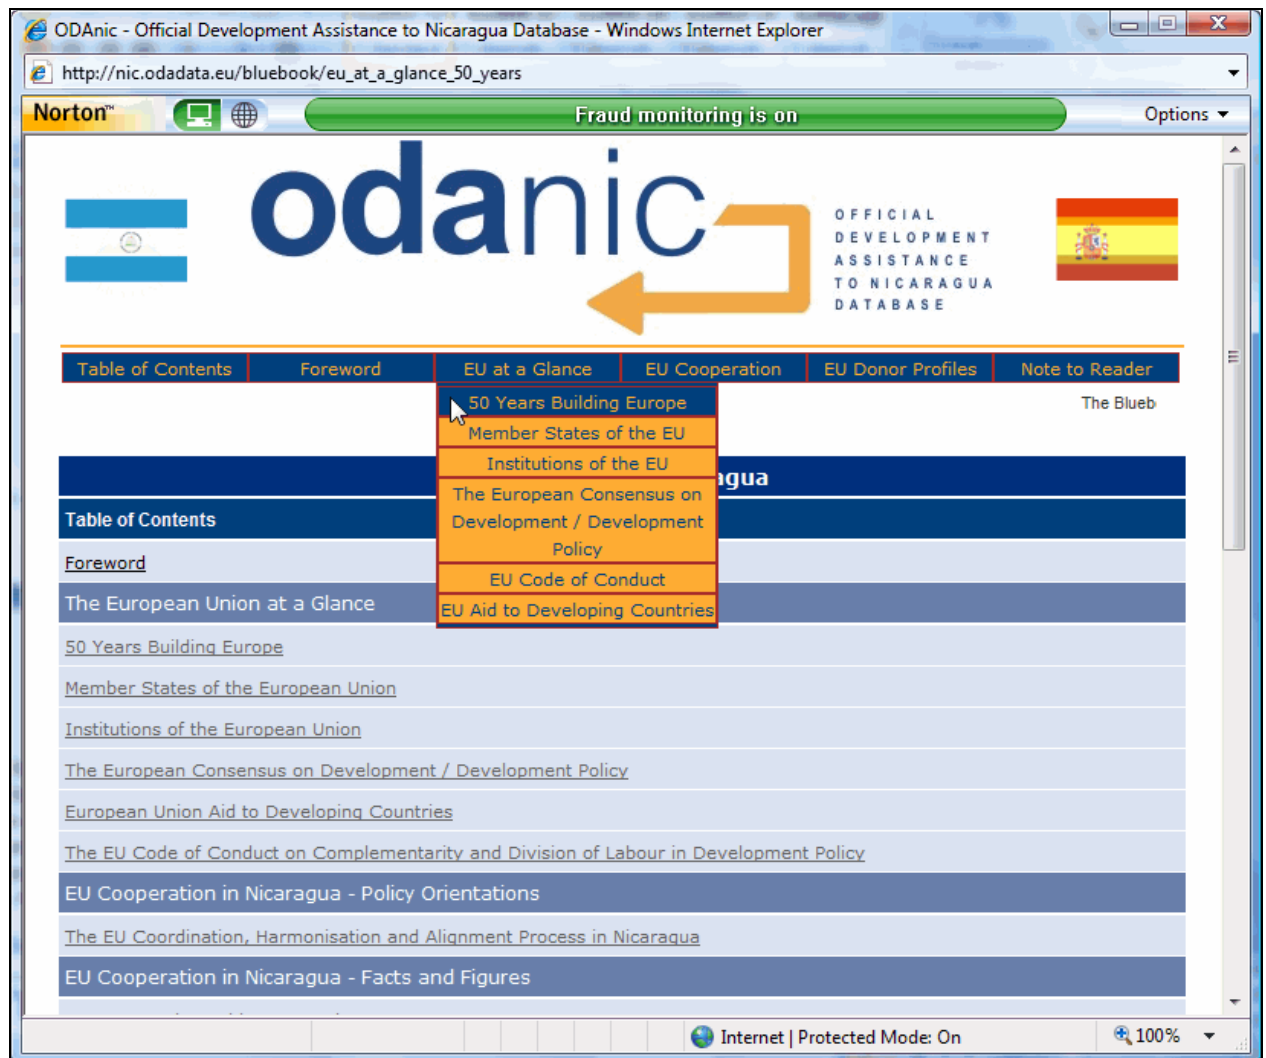 ODAnic - Official Development Assistance to Nicaragua Database - Windows Internet Explorer
http://nic.odadata.eu/bluebook/eu_at_a_glance_50_years
Norton™
Fraud monitoring is on
Options
odanic
OFFICIAL
DEVELOPMENT
ASSISTANCE
TO NICARAGUA
DATABASE
Table of Contents Foreword EU at a Glance EU Cooperation EU Donor Profiles Note to Reader
50 Years Building Europe
The Blueb
Member States of the EU
Institutions of the EU
agua
The European Consensus on
Development / Development
Policy
EU Code of Conduct
EU Aid to Developing Countries
Table of Contents
Foreword
The European Union at a Glance
50 Years Building Europe
Member States of the European Union
Institutions of the European Union
The European Consensus on Development / Development Policy
European Union Aid to Developing Countries
The EU Code of Conduct on Complementarity and Division of Labour in Development Policy
EU Cooperation in Nicaragua - Policy Orientations
The EU Coordination, Harmonisation and Alignment Process in Nicaragua
EU Cooperation in Nicaragua - Facts and Figures
Internet | Protected Mode: On
100%